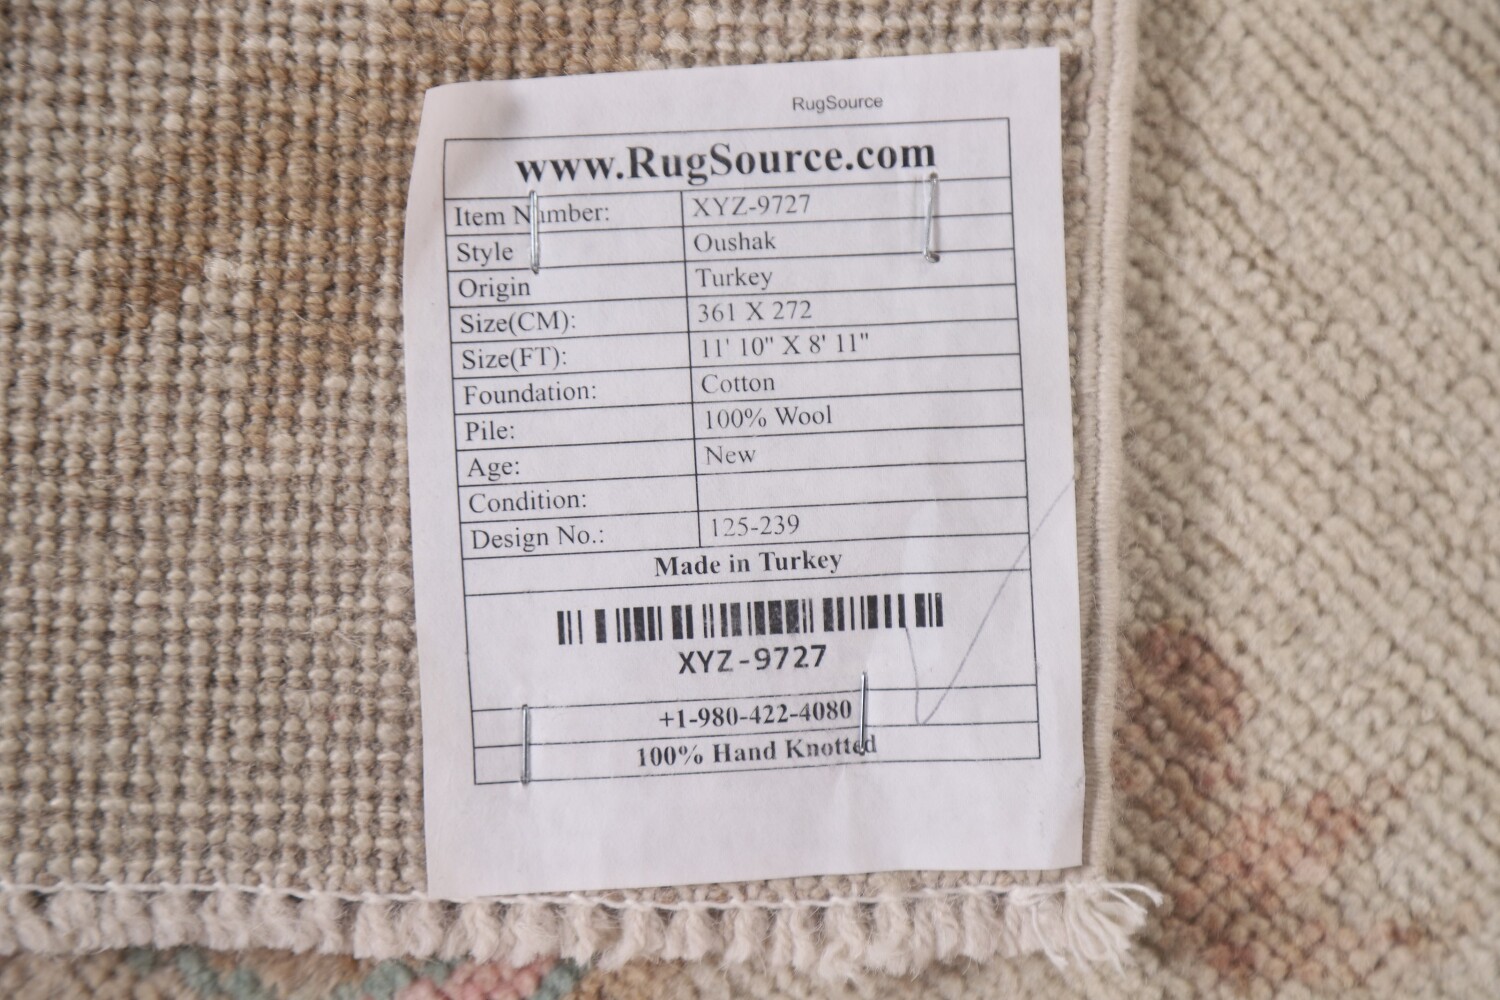 RugSource
www.RugSource.com
Item Number: XYZ-9727
Style Oushak
Origin Turkey
Size(CM): 361 X 272
Size(FT): 11' 10" X 8' 11"
Foundation: Cotton
Pile: 100% Wool
Age: New
Condition:
Design No.: 125-239
Made in Turkey
XYZ-9727
+1-980-422-4080
100% Hand Knotted